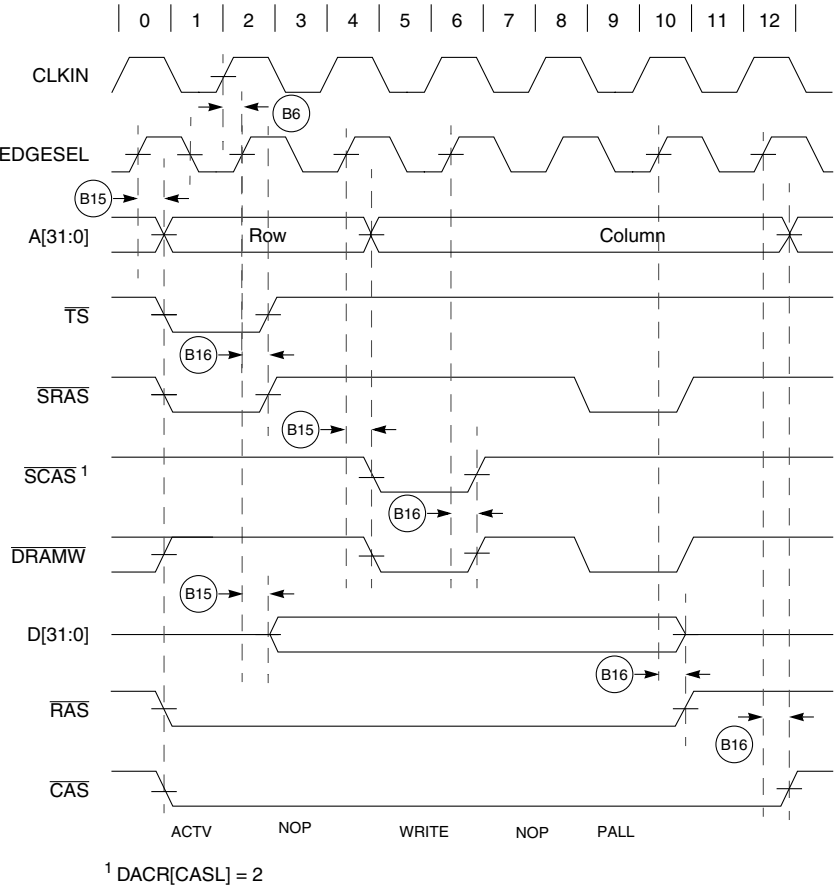 0 1 2 3 4 5 6 7 8 9 10 11 12
CLKIN
B6
EDGESEL
B15
A[31:0] Row Column
TS
B16
SRAS
B15
SCAS 1
B16
DRAMW
B15
D[31:0]
B16
RAS
B16
CAS
ACTV NOP WRITE NOP PALL
1 DACR[CASL] = 2